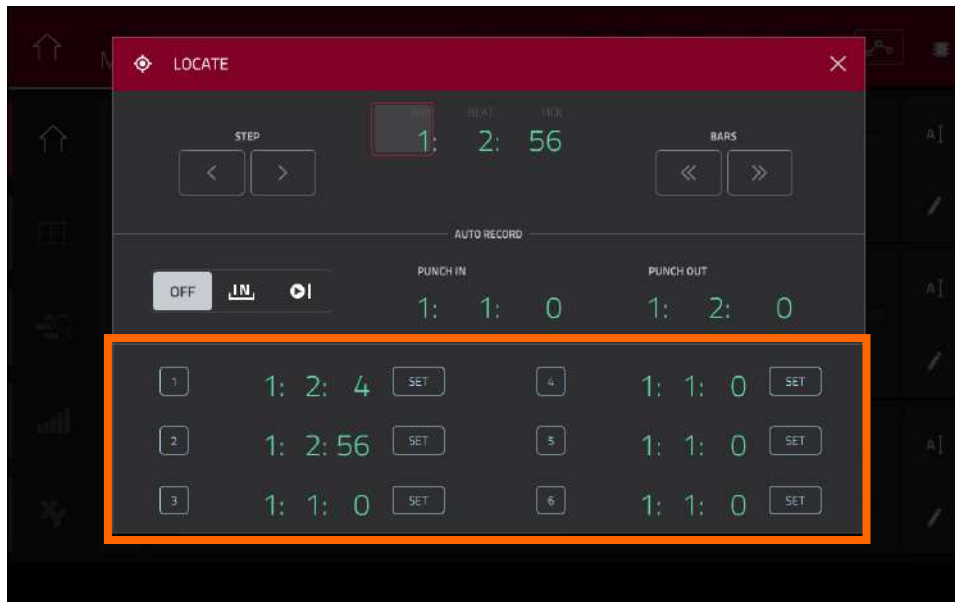 LOCATE
BAR BEAT TICK
STEP 1: 2: 56 BARS
AUTO RECORD
PUNCH IN PUNCH OUT
OFF IN 1: 1: 0 1: 2: 0
1 1: 2: 4 SET 4 1: 1: 0 SET
2 1: 2: 56 SET 5 1: 1: 0 SET
3 1: 1: 0 SET 6 1: 1: 0 SET